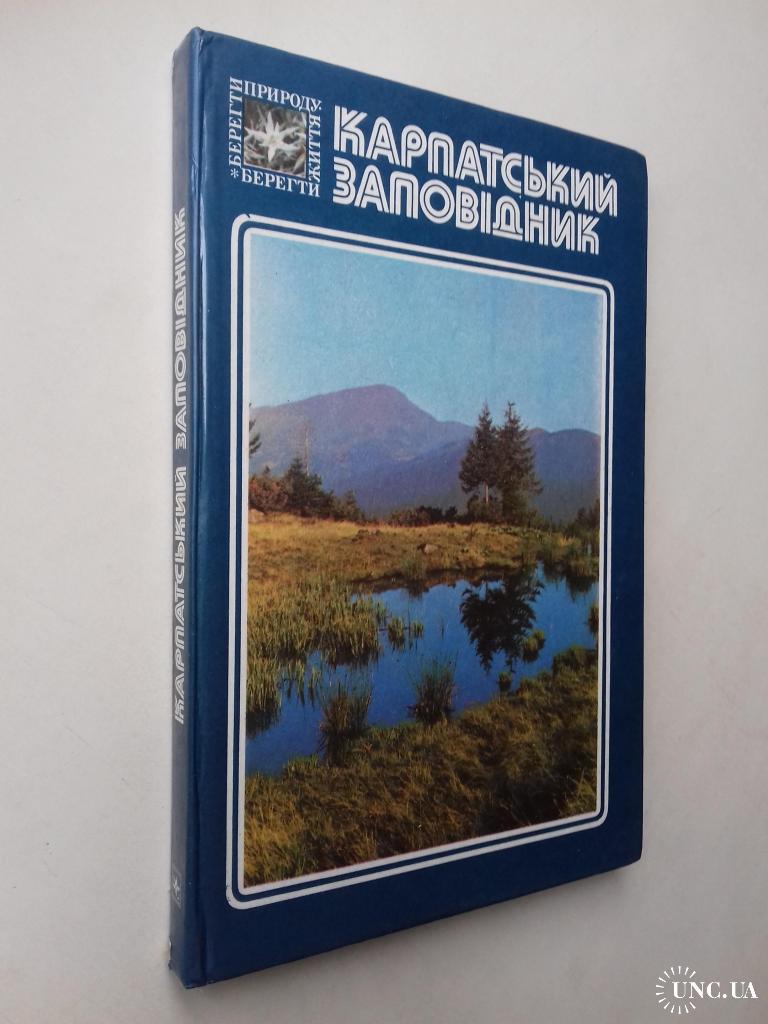 *БЕРЕГТИ
ПРИРОДУ.
БЕРЕГТИ
ЖИТТЯ
КАРПАТСЬКИЙ
ЗАПОВІДНИК
КАРПАТСЬКИЙ ЗАПОВІДНИК
UNC.UA